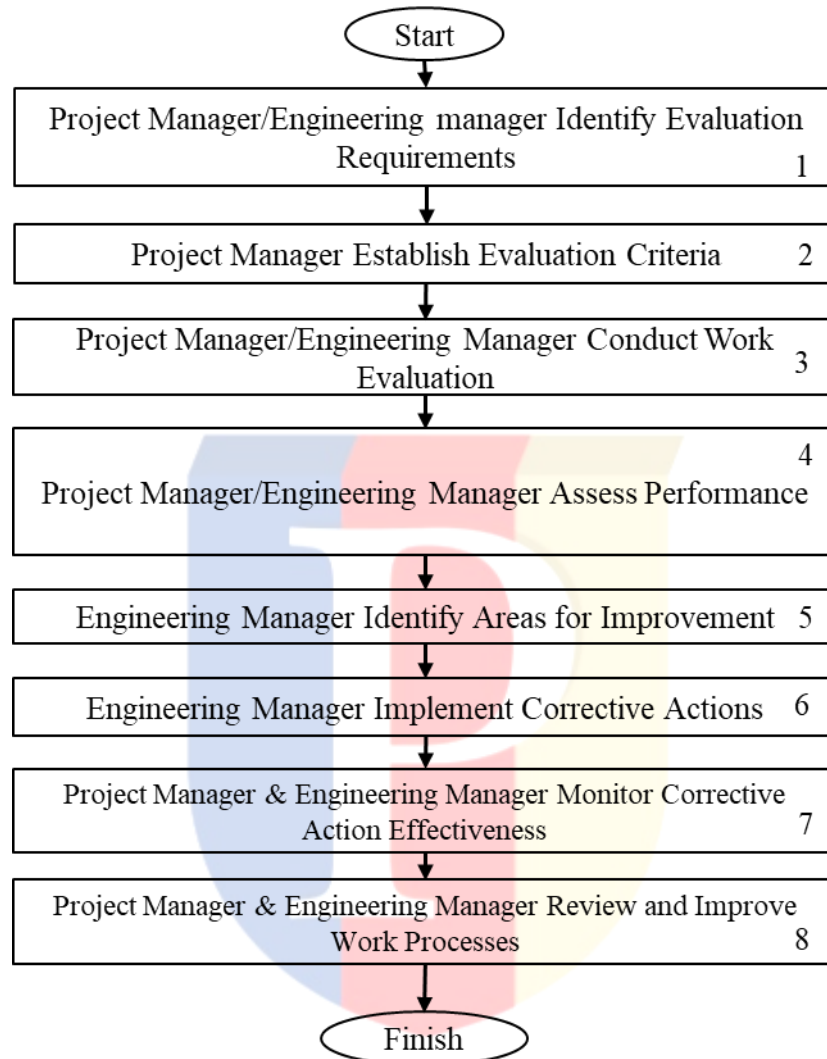 Start
Project Manager/Engineering manager Identify Evaluation
Requirements
1
Project Manager Establish Evaluation Criteria
2
Project Manager/Engineering Manager Conduct Work
Evaluation
3
4
Project Manager/Engineering Manager Assess Performance
Engineering Manager Identify Areas for Improvement
5
Engineering Manager Implement Corrective Actions
6
Project Manager & Engineering Manager Monitor Corrective
Action Effectiveness
7
Project Manager & Engineering Manager Review and Improve
Work Processes
8
Finish
P